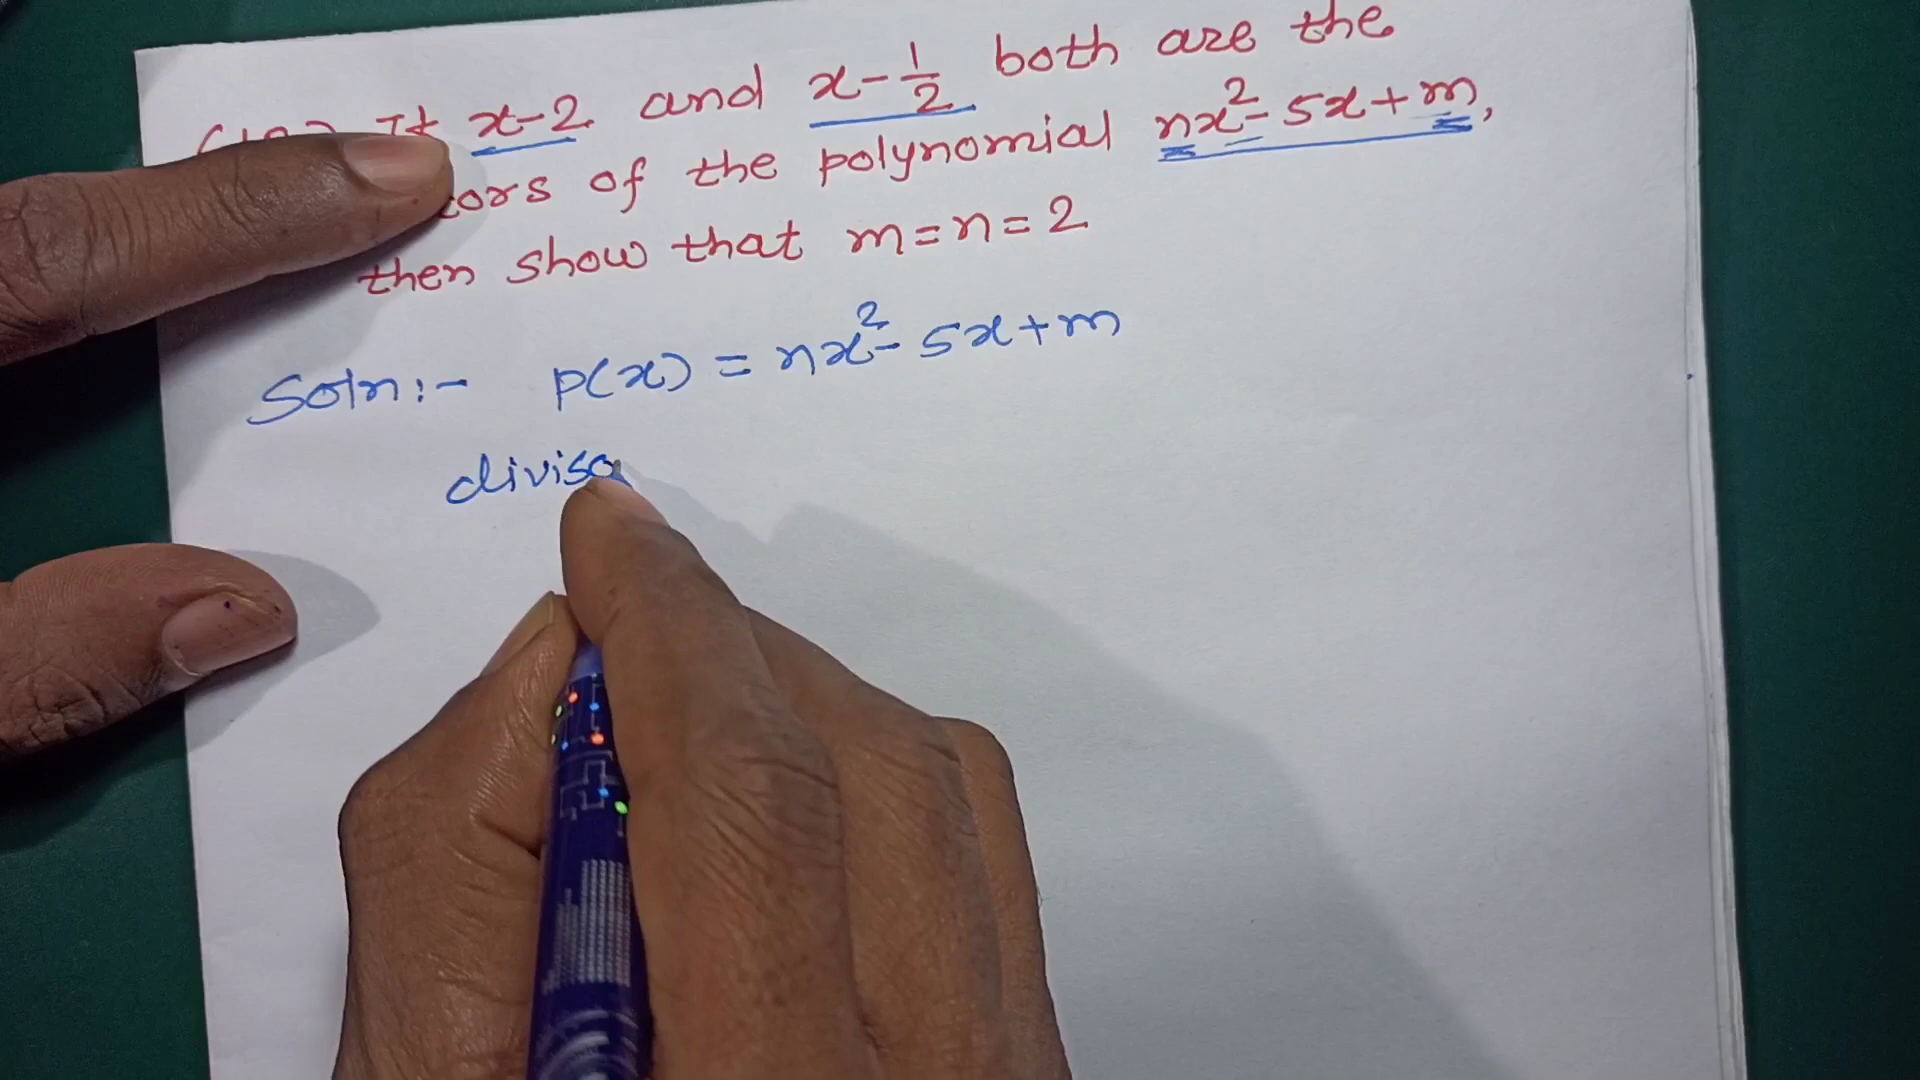 If x-2 and x-1/2 both are the
tors of the polynomial nx²-5x+m,
then show that m=n=2
Soln:- p(x) = nx²-5x+m
diviso